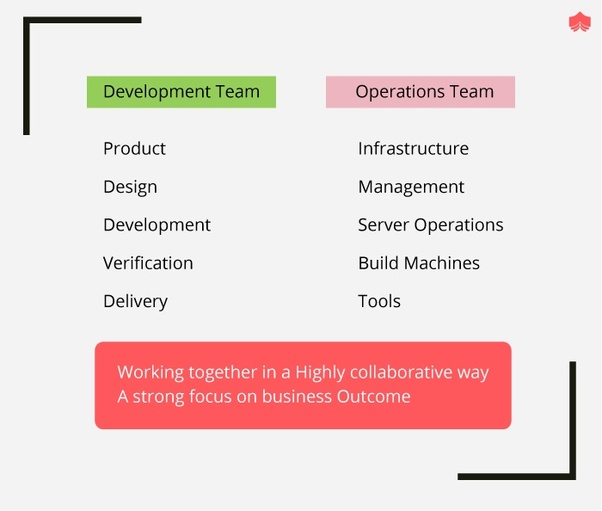 Development Team
Product
Design
Development
Verification
Delivery
Operations Team
Infrastructure
Management
Server Operations
Build Machines
Tools
Working together in a Highly collaborative way
A strong focus on business Outcome